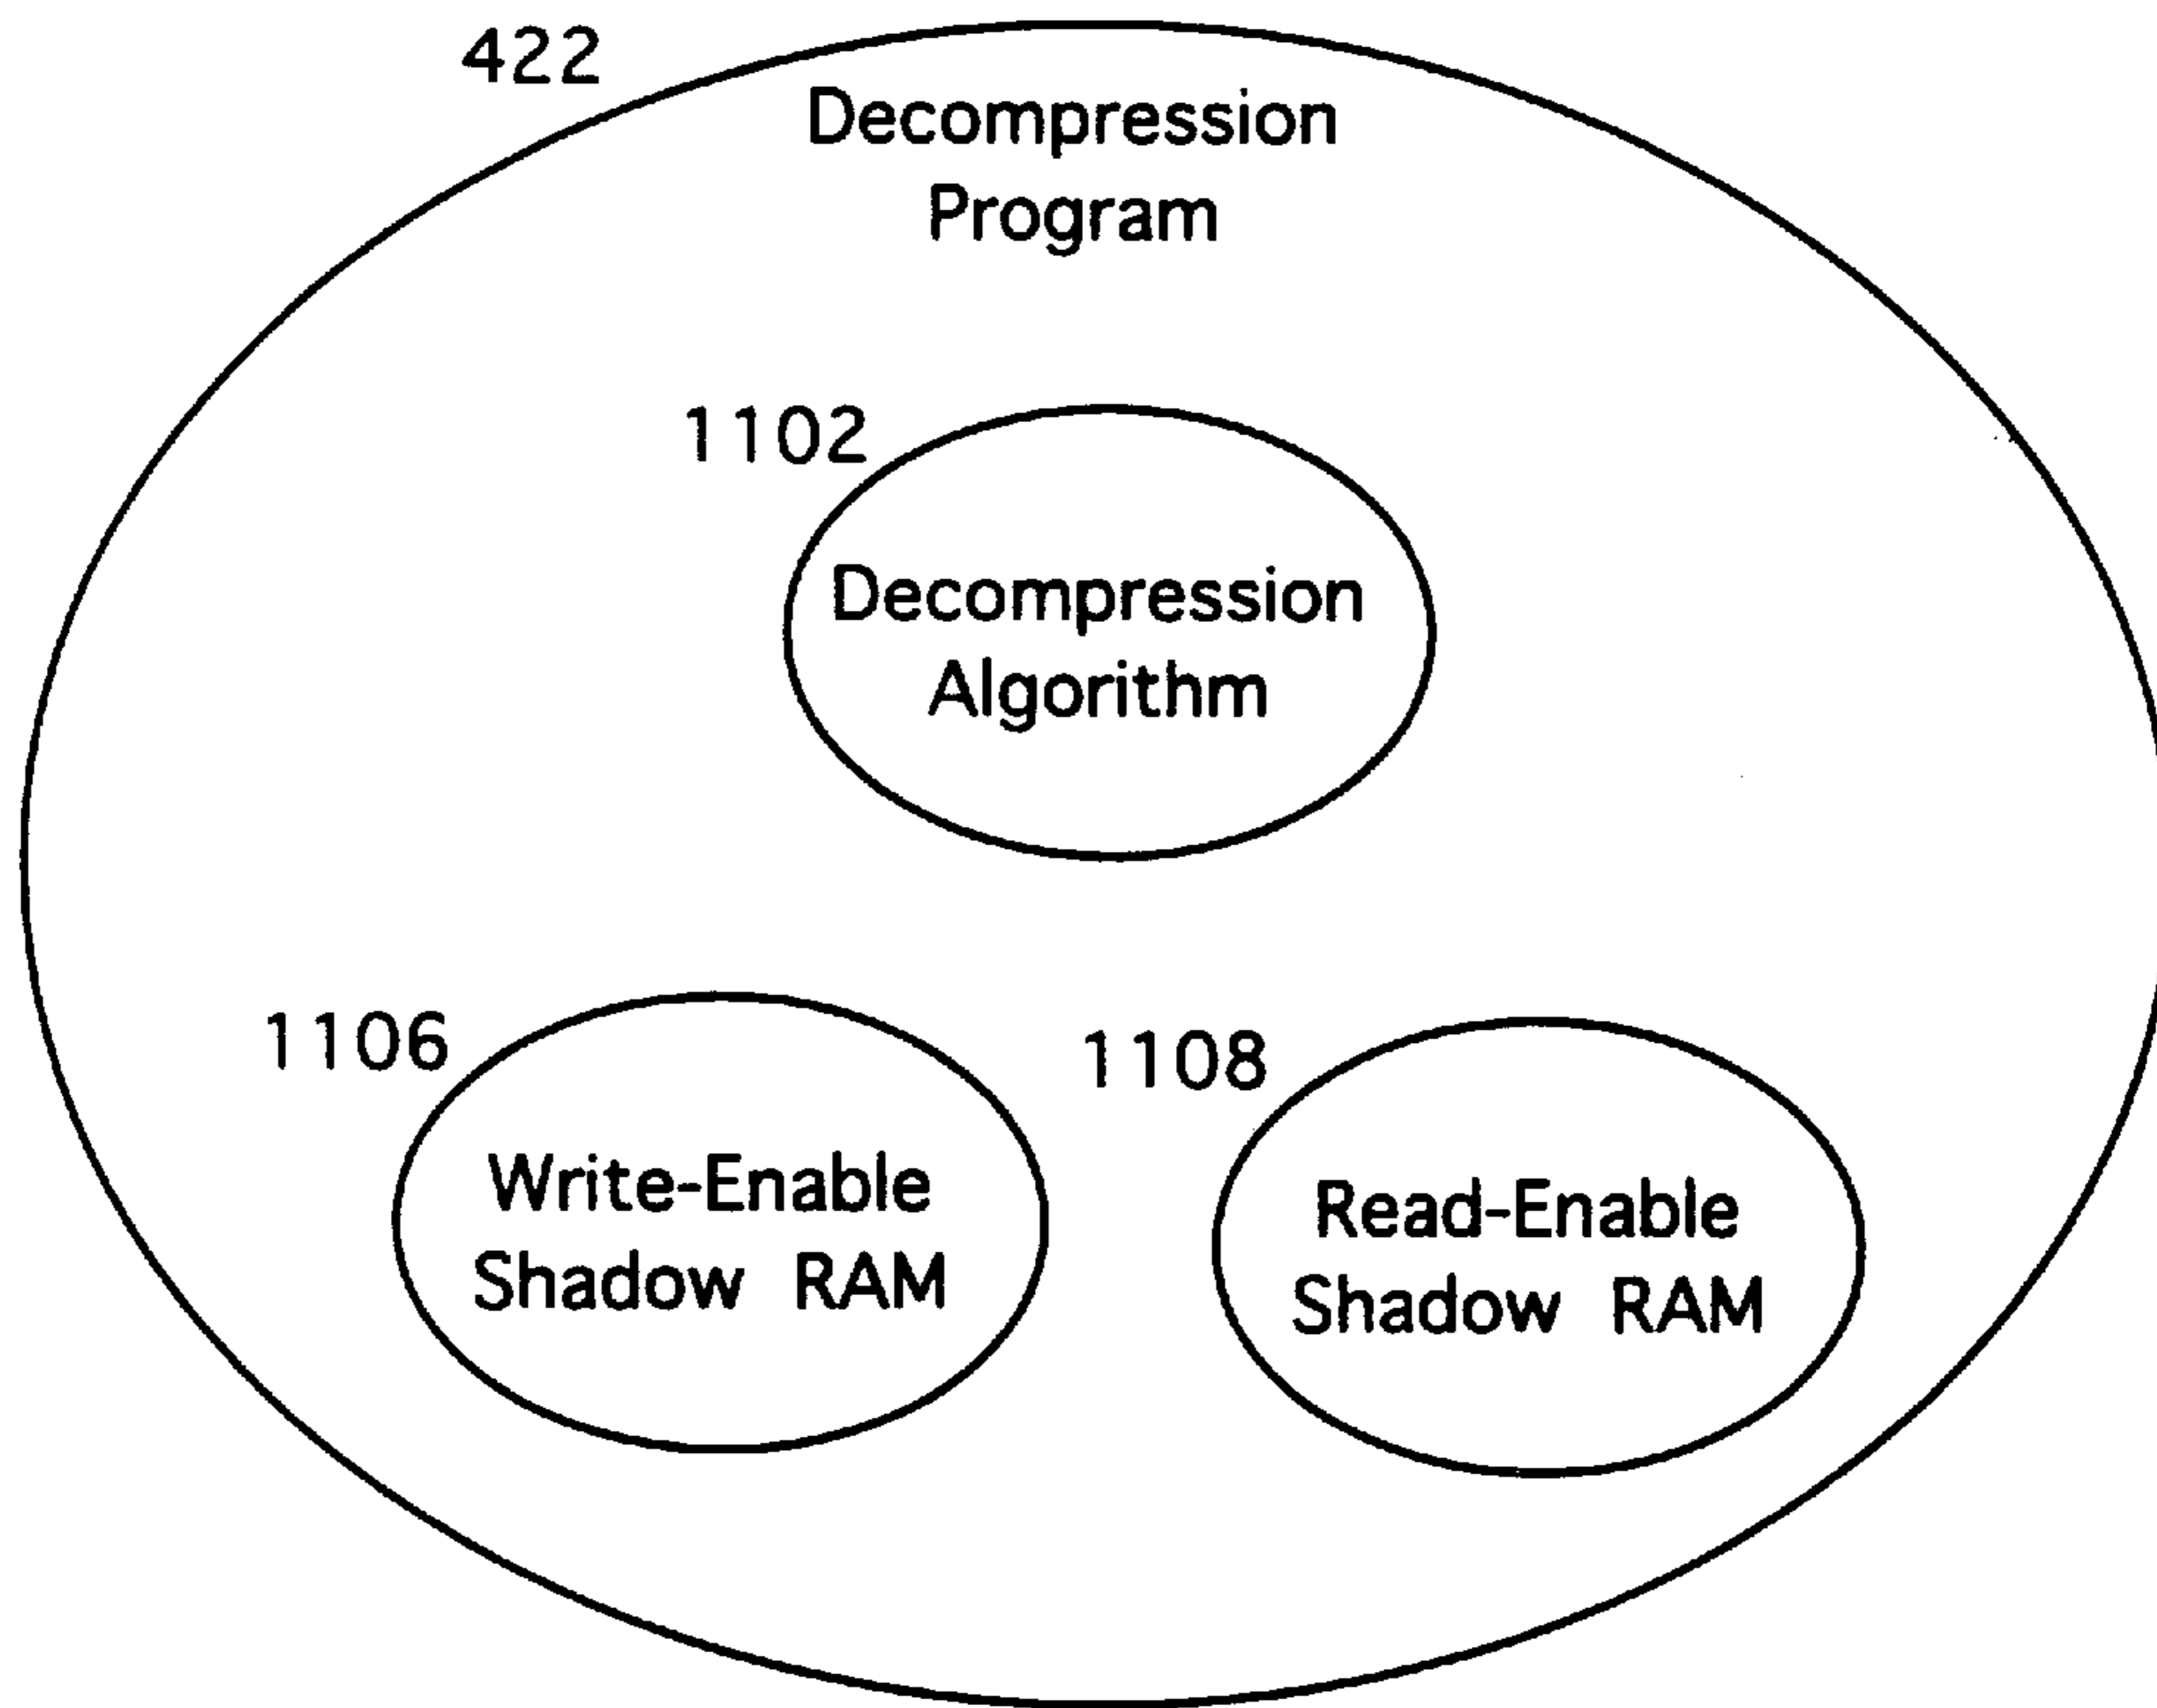 422
Decompression
Program
1102
Decompression
Algorithm
1106
Write-Enable
Shadow RAM
1108
Read-Enable
Shadow RAM